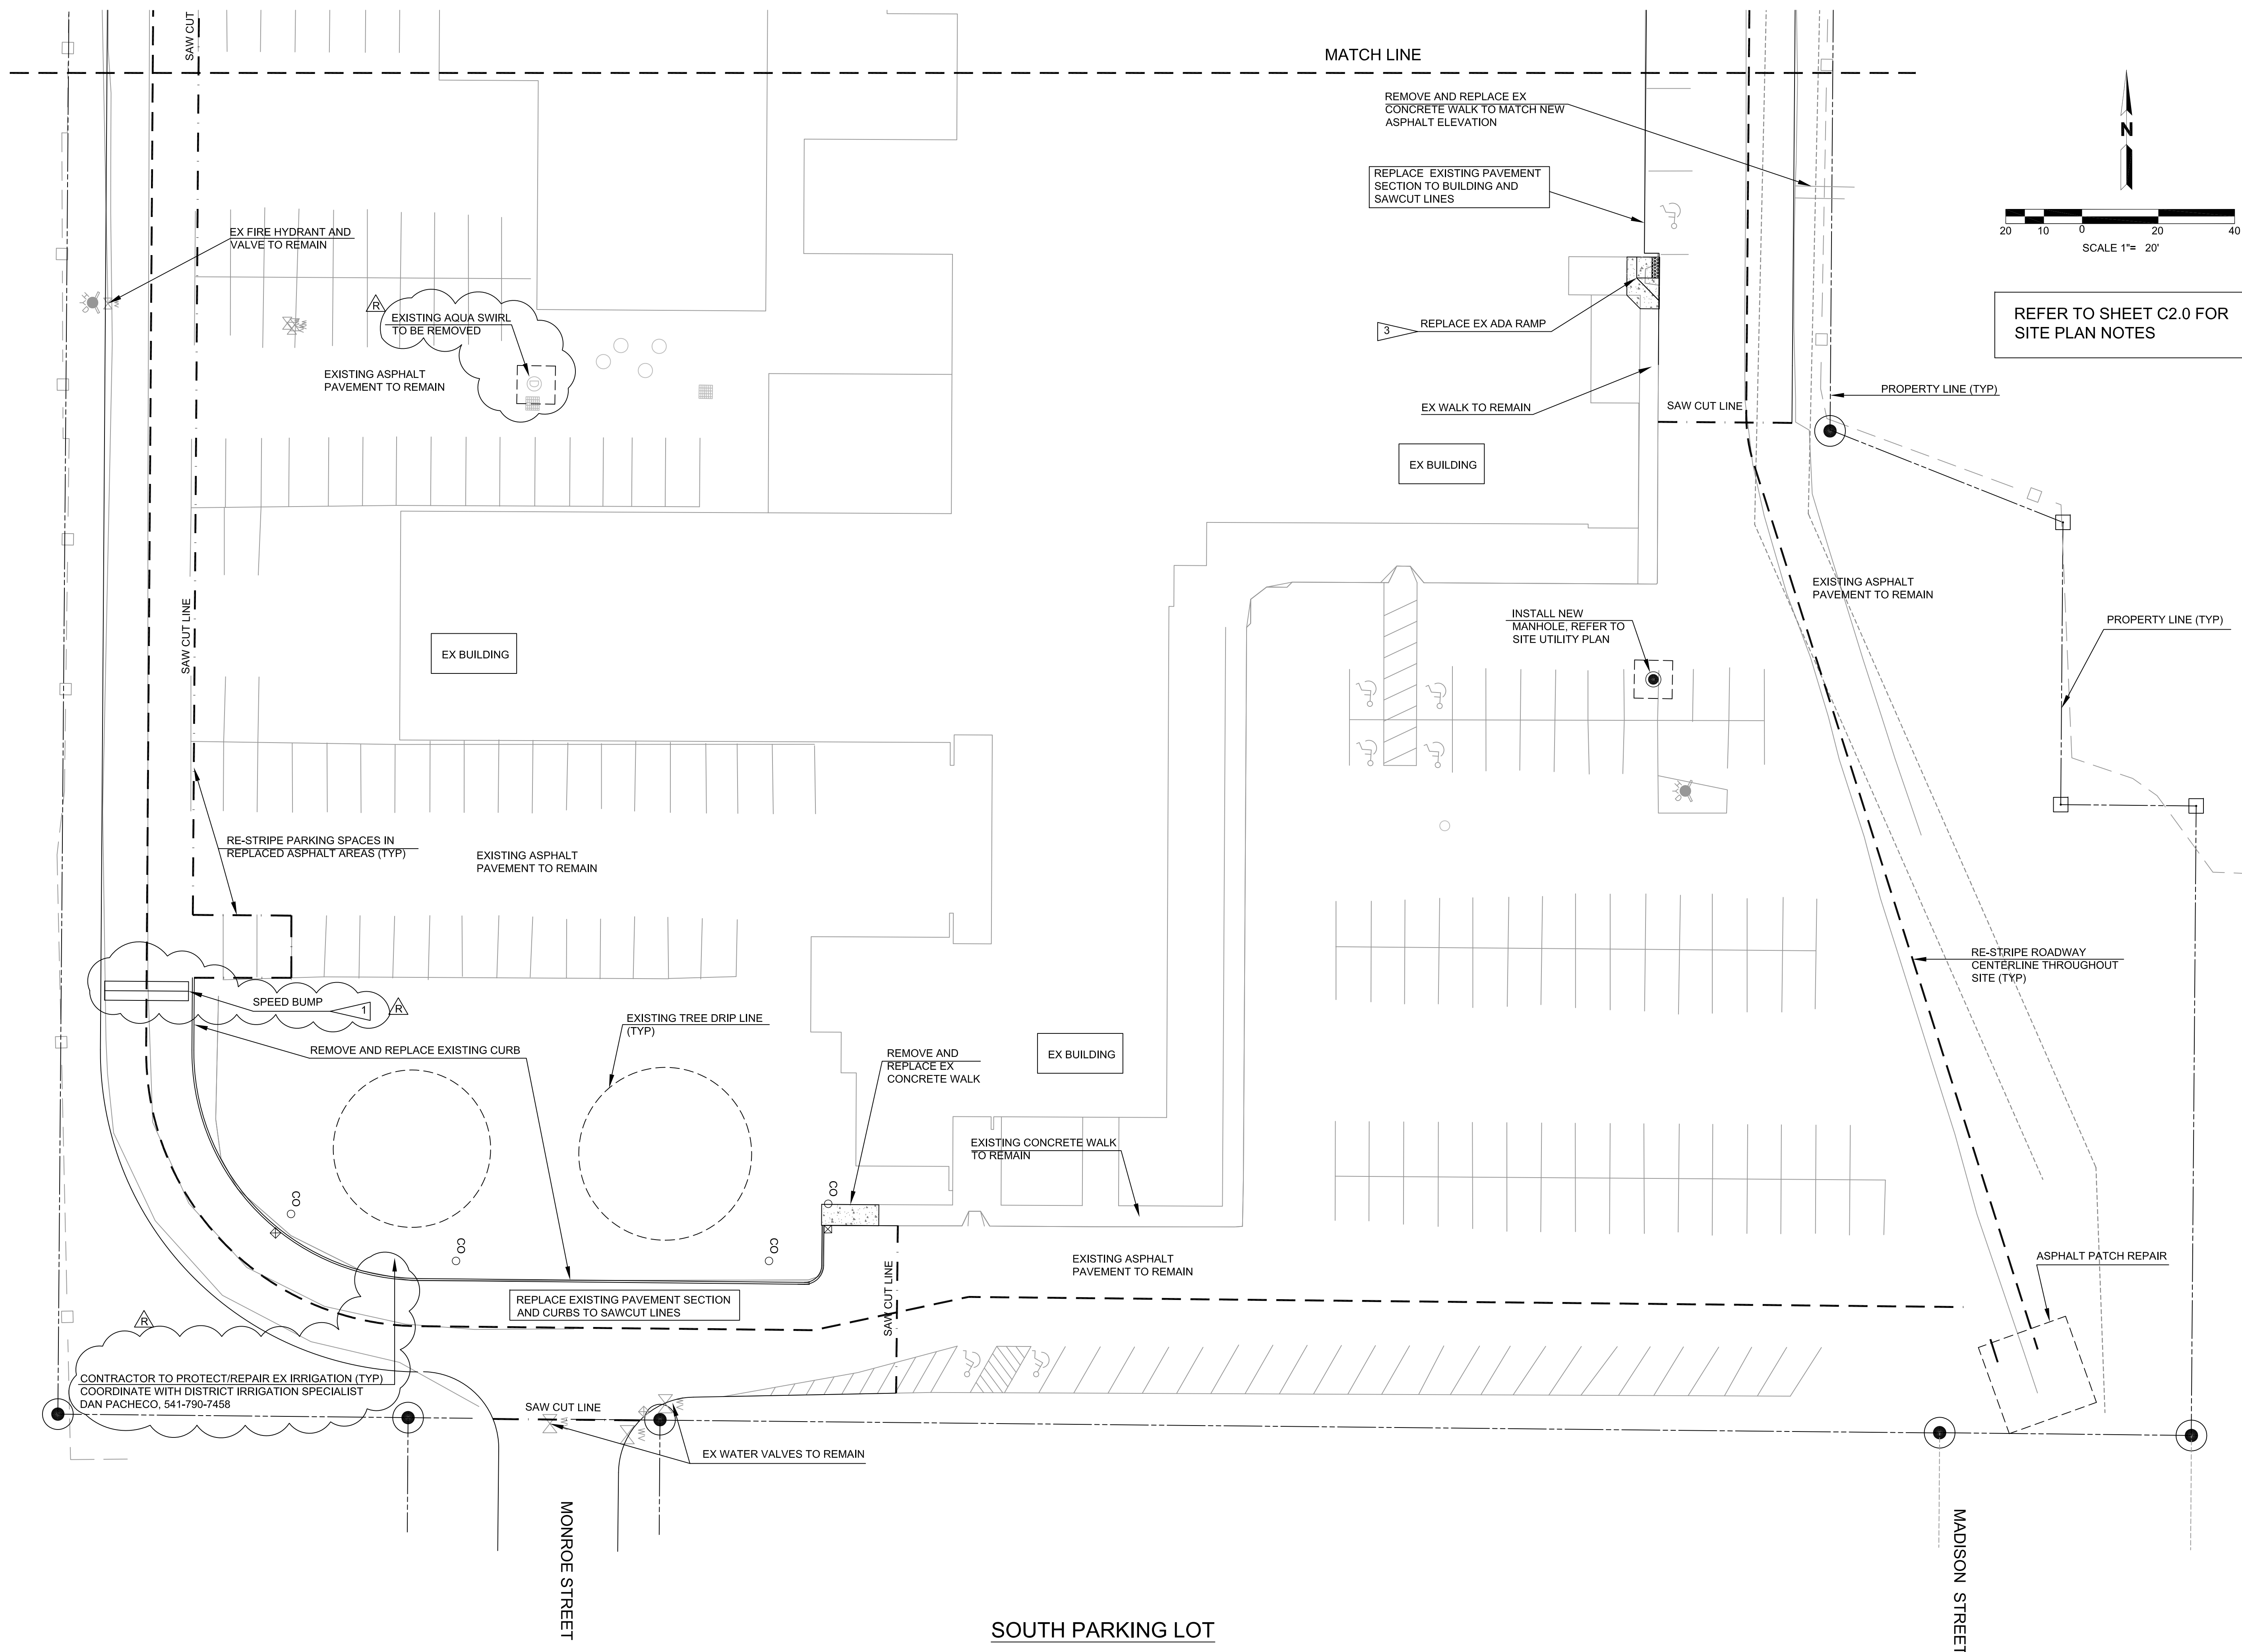 SAW CUT
MATCH LINE
REMOVE AND REPLACE EX
CONCRETE WALK TO MATCH NEW
ASPHALT ELEVATION
N
REPLACE EXISTING PAVEMENT
SECTION TO BUILDING AND
SAWCUT LINES
20 10 0 20 40
SCALE 1"= 20'
EX FIRE HYDRANT AND
VALVE TO REMAIN
R
EXISTING AQUA SWIRL
TO BE REMOVED
D
3
REPLACE EX ADA RAMP
REFER TO SHEET C2.0 FOR
SITE PLAN NOTES
EXISTING ASPHALT
PAVEMENT TO REMAIN
EX WALK TO REMAIN
SAW CUT LINE
PROPERTY LINE (TYP)
EX BUILDING
SAW CUT LINE
EX BUILDING
INSTALL NEW
MANHOLE, REFER TO
SITE UTILITY PLAN
EXISTING ASPHALT
PAVEMENT TO REMAIN
PROPERTY LINE (TYP)
RE-STRIPE PARKING SPACES IN
REPLACED ASPHALT AREAS (TYP)
EXISTING ASPHALT
PAVEMENT TO REMAIN
RE-STRIPE ROADWAY
CENTERLINE THROUGHOUT
SITE (TYP)
SPEED BUMP
1
R
EXISTING TREE DRIP LINE
(TYP)
REMOVE AND REPLACE EXISTING CURB
REMOVE AND
REPLACE EX
CONCRETE WALK
EX BUILDING
EXISTING CONCRETE WALK
TO REMAIN
CO
CO
CO
CO
EXISTING ASPHALT
PAVEMENT TO REMAIN
ASPHALT PATCH REPAIR
REPLACE EXISTING PAVEMENT SECTION
AND CURBS TO SAWCUT LINES
SAW CUT LINE
R
CONTRACTOR TO PROTECT/REPAIR EX IRRIGATION (TYP)
COORDINATE WITH DISTRICT IRRIGATION SPECIALIST
DAN PACHECO, 541-790-7458
SAW CUT LINE
WV
WV
WV
EX WATER VALVES TO REMAIN
MONROE STREET
MADISON STREET
SOUTH PARKING LOT